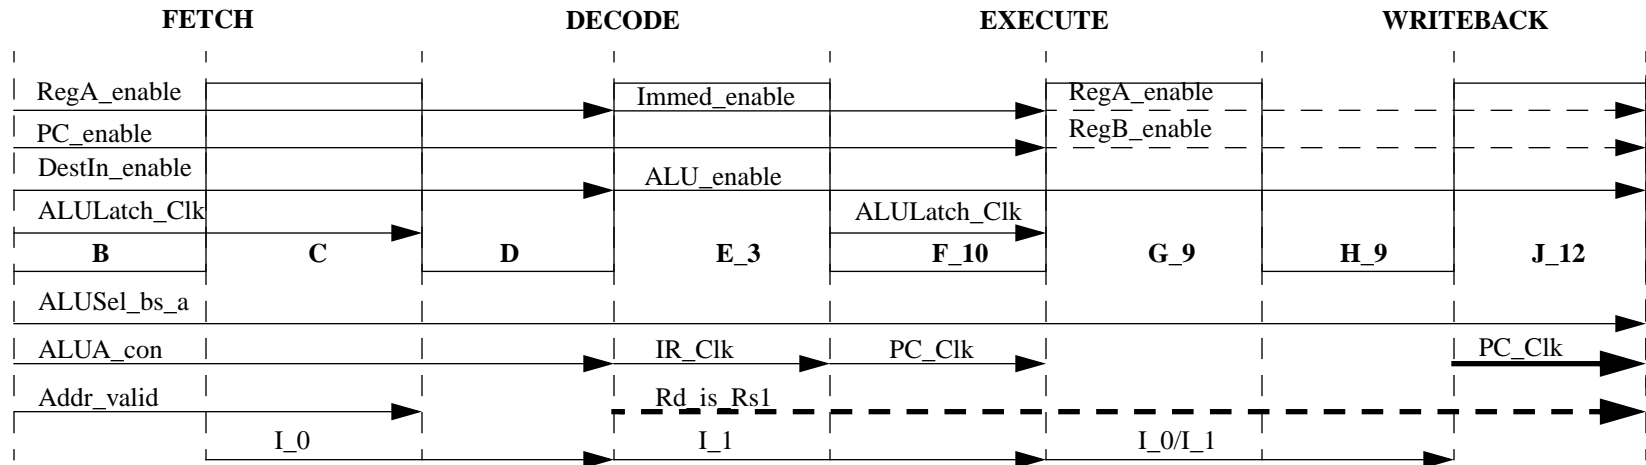 FETCH DECODE EXECUTE WRITEBACK
RegA_enable Immed_enable RegA_enable
PC_enable RegB_enable
DestIn_enable ALU_enable
ALULatch_Clk ALULatch_Clk
B C D E_3 F_10 G_9 H_9 J_12
ALUSel_bs_a
ALUA_con IR_Clk PC_Clk PC_Clk
Addr_valid Rd_is_Rs1
I_0 I_1 I_0/I_1